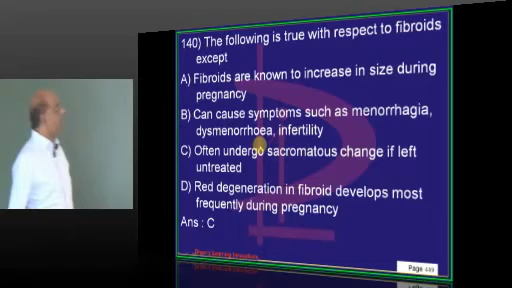 140) The following is true with respect to fibroids
except
A) Fibroids are known to increase in size during
pregnancy
B) Can cause symptoms such as menorrhagia,
dysmenorrhoea, infertility
C) Often undergo sacromatous change if left
untreated
D) Red degeneration in fibroid develops most
frequently during pregnancy
Ans : C
Page